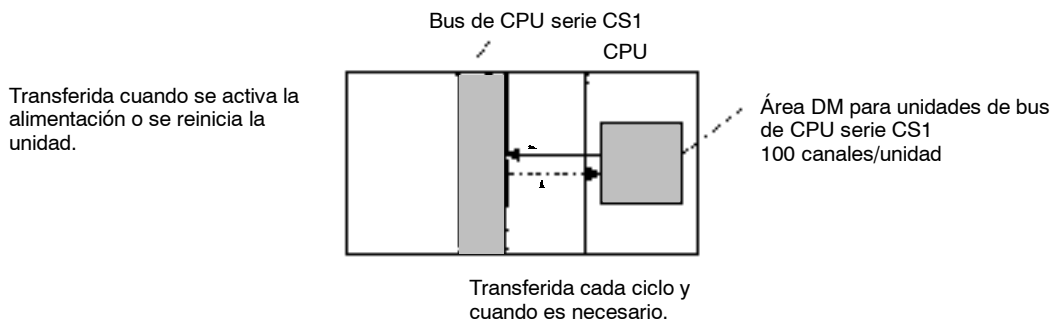 Bus de CPU serie CS1
CPU
Transferida cuando se activa la
alimentación o se reinicia la
unidad.
Área DM para unidades de bus
de CPU serie CS1
100 canales/unidad
Transferida cada ciclo y
cuando es necesario.